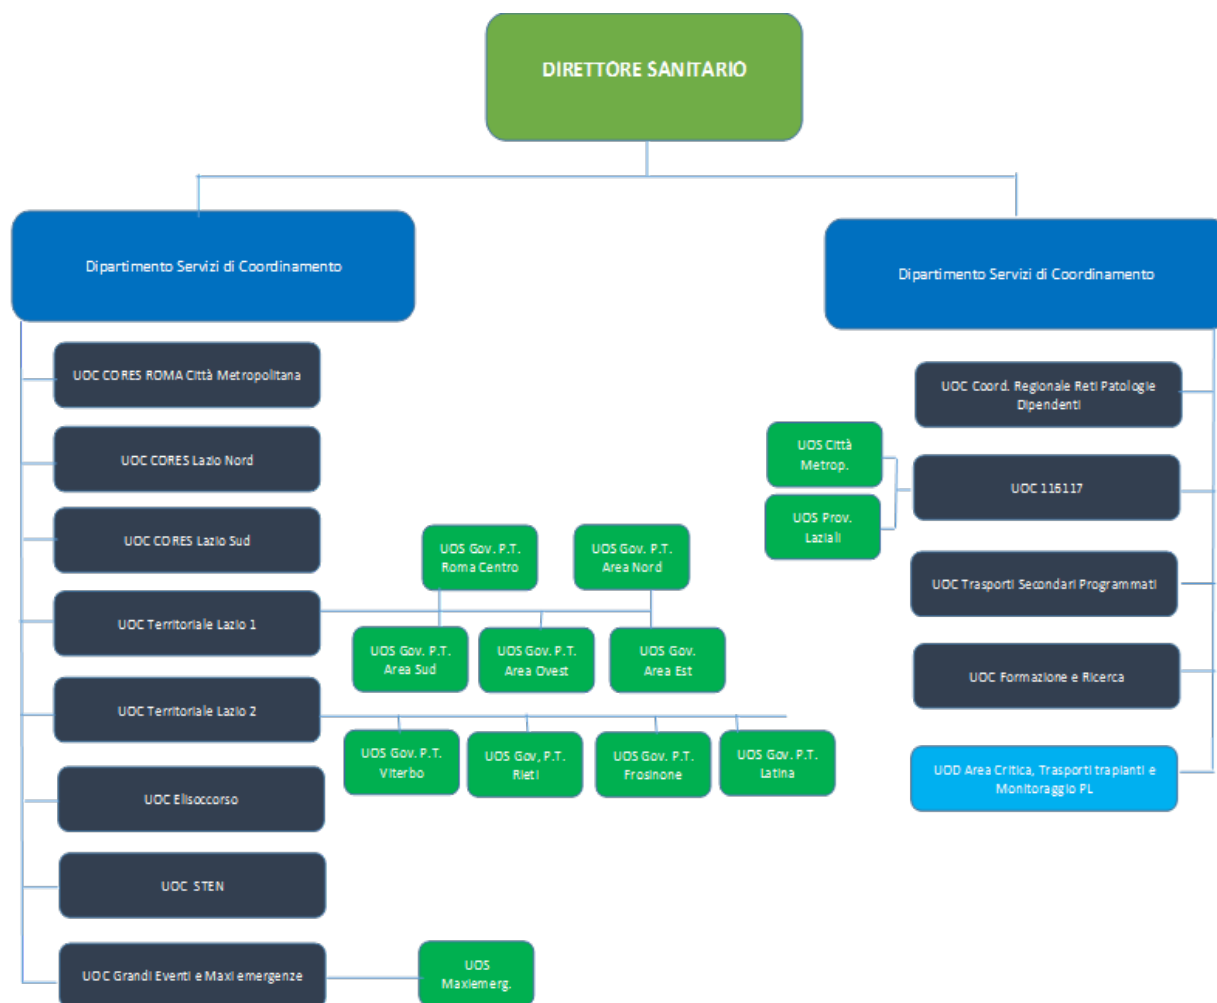 DIRETTORE SANITARIO
Dipartimento Servizi di Coordinamento
UOC CORES ROMA Città Metropolitana
UOC CORES Lazio Nord
UOC CORES Lazio Sud
UOC Territoriale Lazio 1
UOS Gov. P.T.
Roma Centro
UOS Gov. P.T.
Area Nord
UOS Gov. P.T.
Area Sud
UOS Gov. P.T.
Area Ovest
UOS Gov.
Area Est
UOC Territoriale Lazio 2
UOS Gov. P.T.
Viterbo
UOS Gov, P.T.
Rieti
UOS Gov. P.T.
Frosinone
UOS Gov. P.T.
Latina
UOC Elisoccorso
UOC STEN
UOC Grandi Eventi e Maxi emergenze
UOS
Maxiemerg.
Dipartimento Servizi di Coordinamento
UOC Coord. Regionale Reti Patologie
Dipendenti
UOS Città
Metrop.
UOS Prov.
Laziali
UOC 116117
UOC Trasporti Secondari Programmati
UOC Formazione e Ricerca
UOD Area Critica, Trasporti trapianti e
Monitoraggio PL